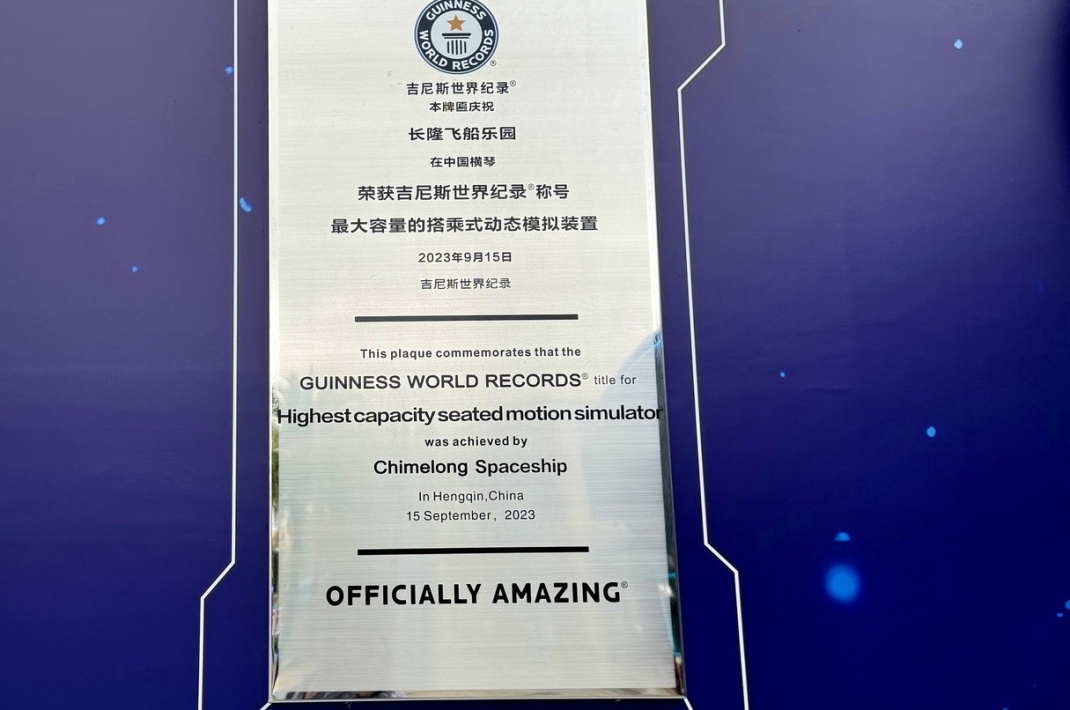 GUINNESS WORLD RECORDS®
吉尼斯世界纪录®
本牌匾庆祝
长隆飞船乐园
在中国横琴
荣获吉尼斯世界纪录®称号
最大容量的搭乘式动态模拟装置
2023年9月15日
吉尼斯世界纪录
This plaque commemorates that the
GUINNESS WORLD RECORDS® title for
Highest capacity seated motion simulator
was achieved by
Chimelong Spaceship
In Hengqin,China
15 September, 2023
OFFICIALLY AMAZING®